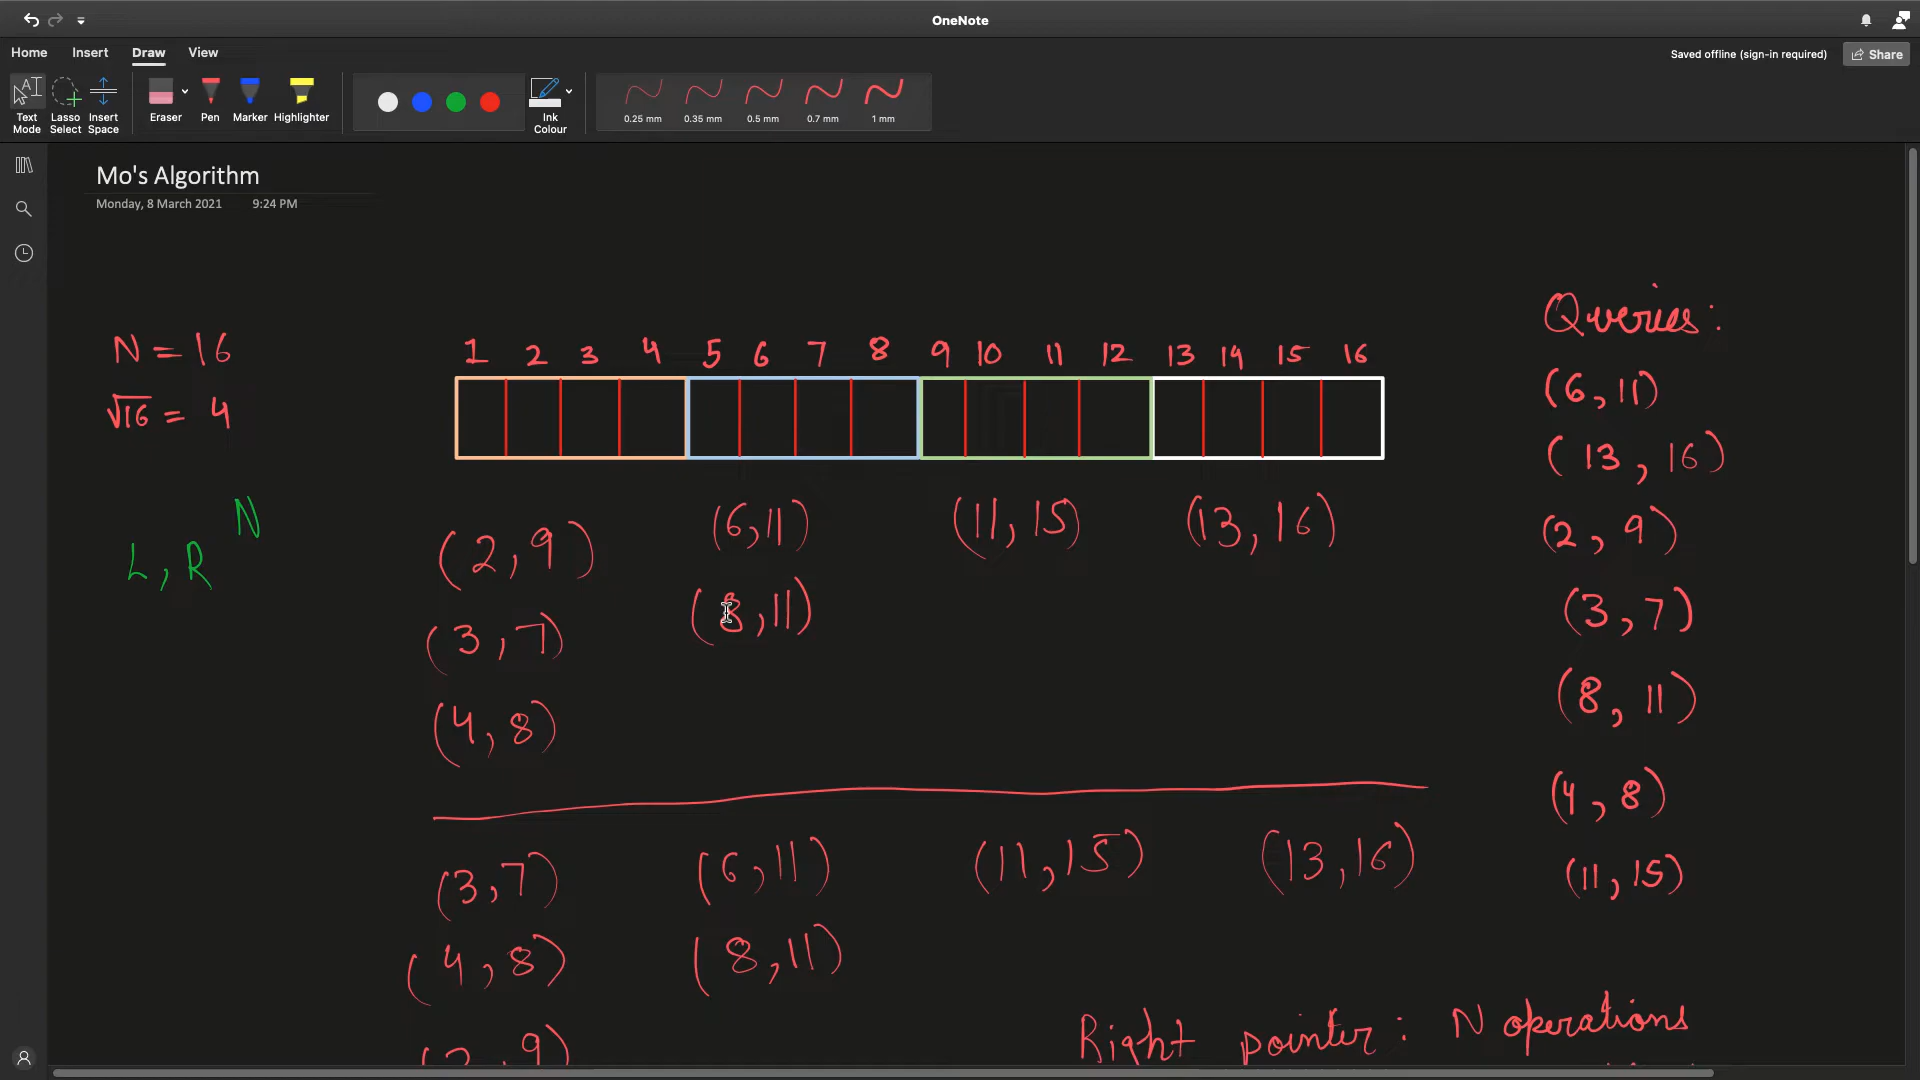 OneNote
Home Insert Draw View
Saved offline (sign-in required) Share
Text Mode Lasso Select Insert Space Eraser Pen Marker Highlighter Ink Colour 0.25 mm 0.35 mm 0.5 mm 0.7 mm 1 mm
Mo's Algorithm
Monday, 8 March 2021 9:24 PM
N = 16
√16 = 4
L, R N
1 2 3 4 5 6 7 8 9 10 11 12 13 14 15 16
(2, 9) (6, 11) (11, 15) (13, 16)
(3, 7) (8, 11)
(4, 8)
(3, 7) (6, 11) (11, 15) (13, 16)
(4, 8) (8, 11)
(2, 9)
Right pointer: N operations
Queries:
(6, 11)
(13, 16)
(2, 9)
(3, 7)
(8, 11)
(4, 8)
(11, 15)